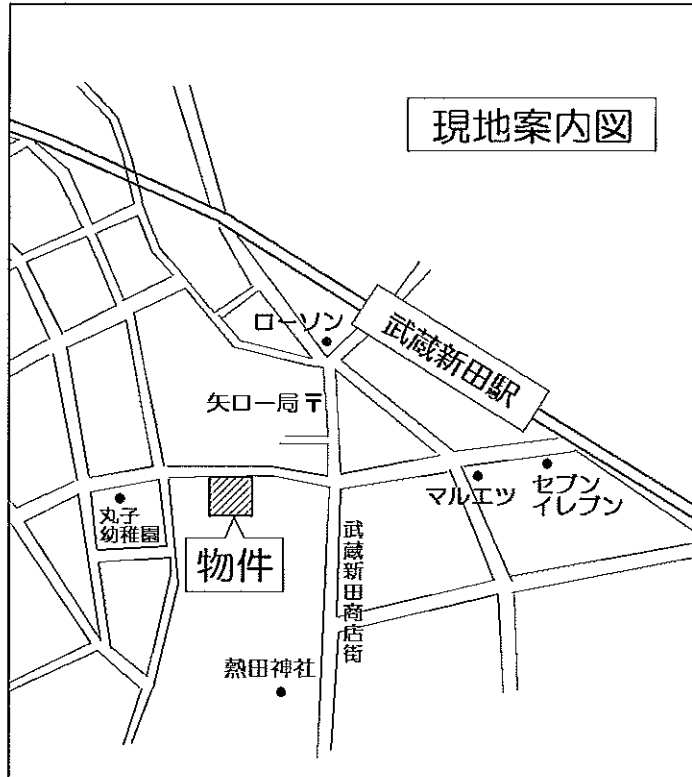 現地案内図
ローソン
武蔵新田駅
矢口一局〒
マルエツ
セブン
イレブン
丸子
幼稚園
物件
武蔵新田商店街
熱田神社